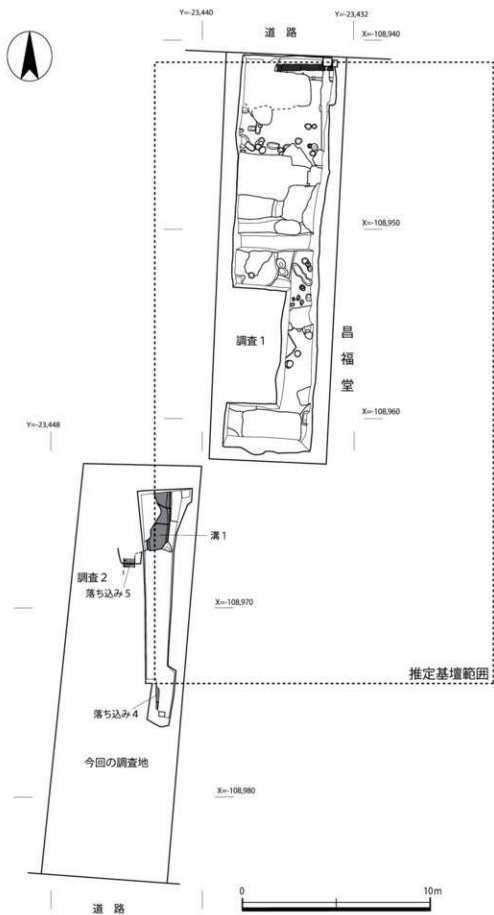 Y=-23,440
Y=-23,432
道 路
X=-108,940
X=-108,950
調査 1
昌福堂
X=-108,960
Y=-23,448
溝 1
調査 2
落ち込み 5
X=-108,970
推定基壇範囲
落ち込み 4
今回の調査地
X=-108,980
道 路
0
10m